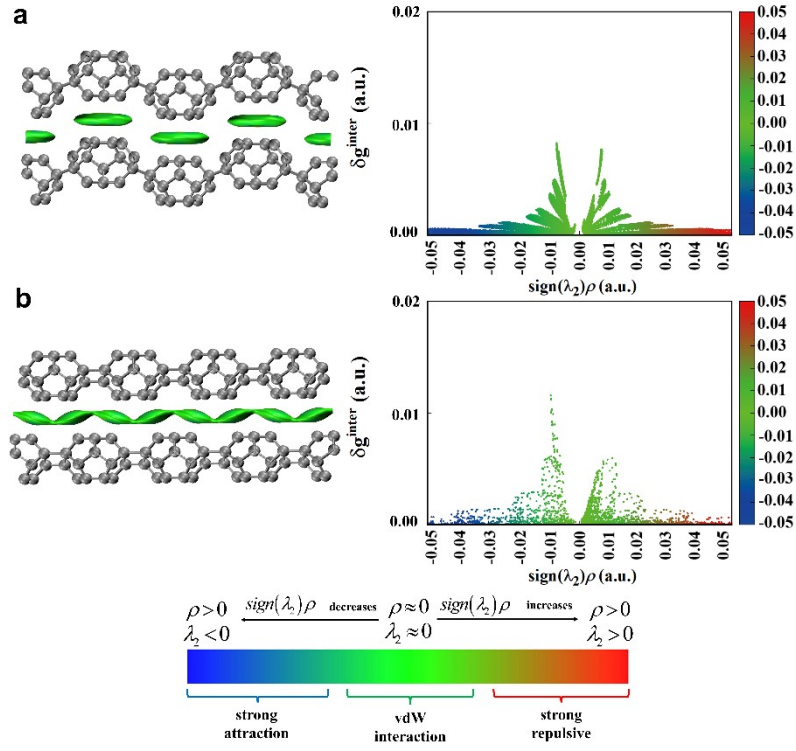 a
δg^inter (a.u.)
0.02
0.01
0.00
-0.05 -0.04 -0.03 -0.02 -0.01 0.00 0.01 0.02 0.03 0.04 0.05
sign(λ₂)ρ (a.u.)
0.05
0.04
0.03
0.02
0.01
0.00
-0.01
-0.02
-0.03
-0.04
-0.05
b
δg^inter (a.u.)
0.02
0.01
0.00
-0.05 -0.04 -0.03 -0.02 -0.01 0.00 0.01 0.02 0.03 0.04 0.05
sign(λ₂)ρ (a.u.)
0.05
0.04
0.03
0.02
0.01
0.00
-0.01
-0.02
-0.03
-0.04
-0.05
ρ>0 sign(λ₂)ρ decreases ρ≈0 sign(λ₂)ρ increases ρ>0
λ₂<0 λ₂≈0 λ₂>0
strong vdW strong
attraction interaction repulsive